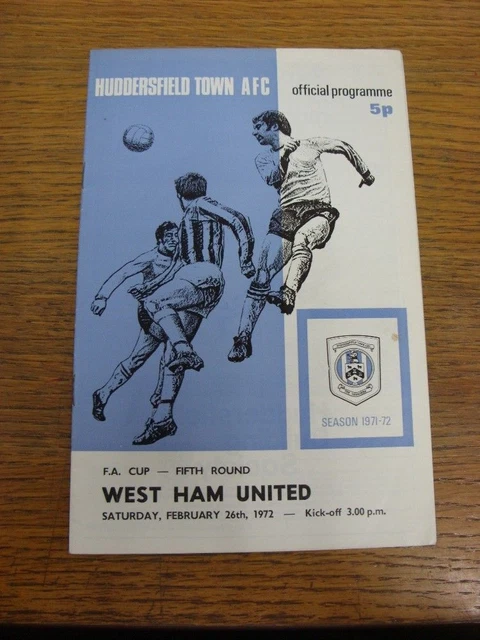 HUDDERSFIELD TOWN AFC
official programme
5p
SEASON 1971-72
F.A. CUP — FIFTH ROUND
WEST HAM UNITED
SATURDAY, FEBRUARY 26th, 1972 — Kick-off 3.00 p.m.